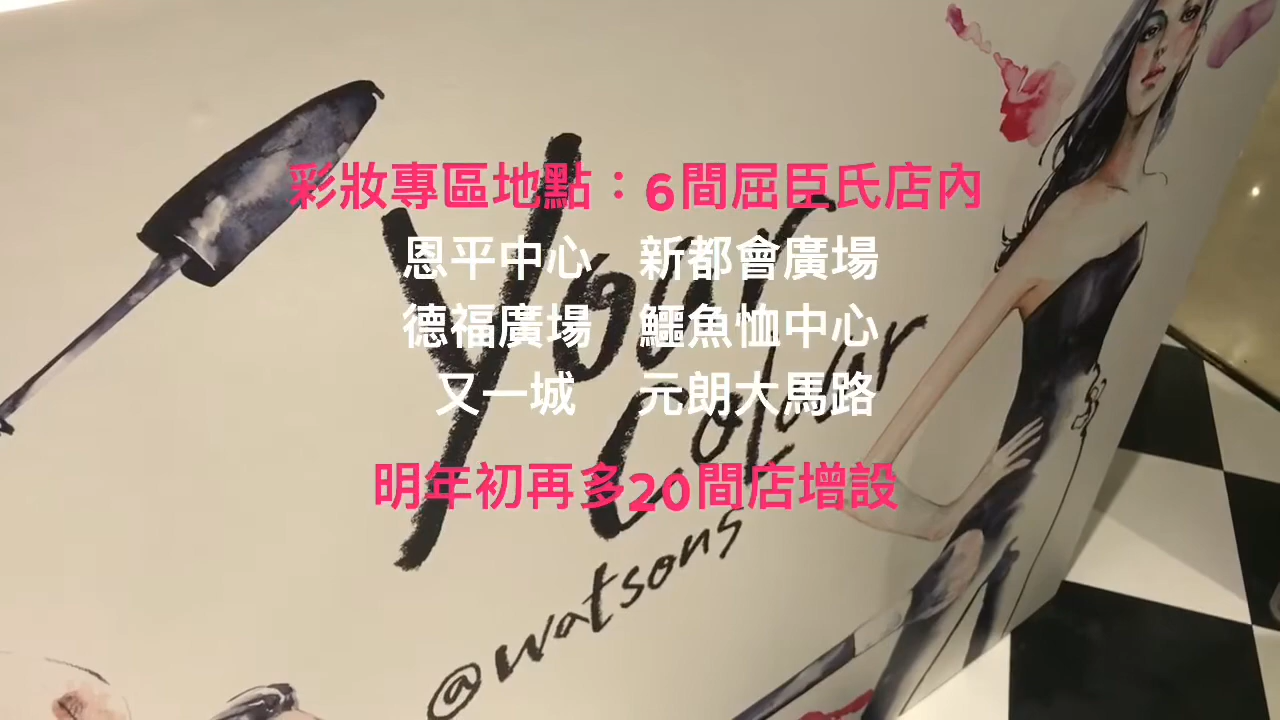 彩妝專區地點：6間屈臣氏店內
恩平中心　新都會廣場
德福廣場　鱷魚恤中心
又一城　元朗大馬路
明年初再多20間店增設
Your
Colour
@watsons